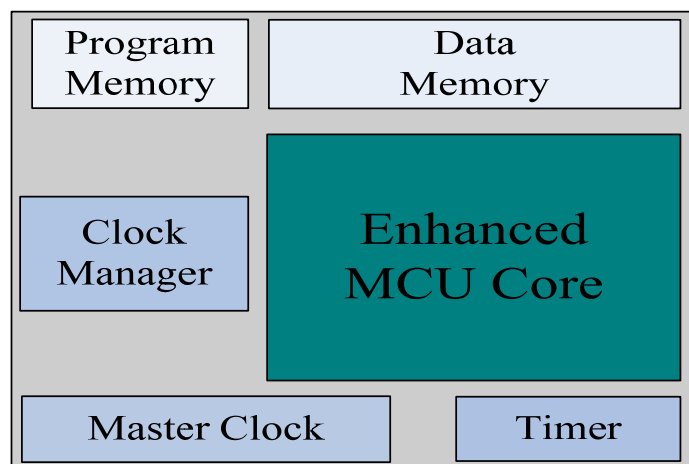 Program
Memory
Data
Memory
Clock
Manager
Enhanced
MCU Core
Master Clock
Timer